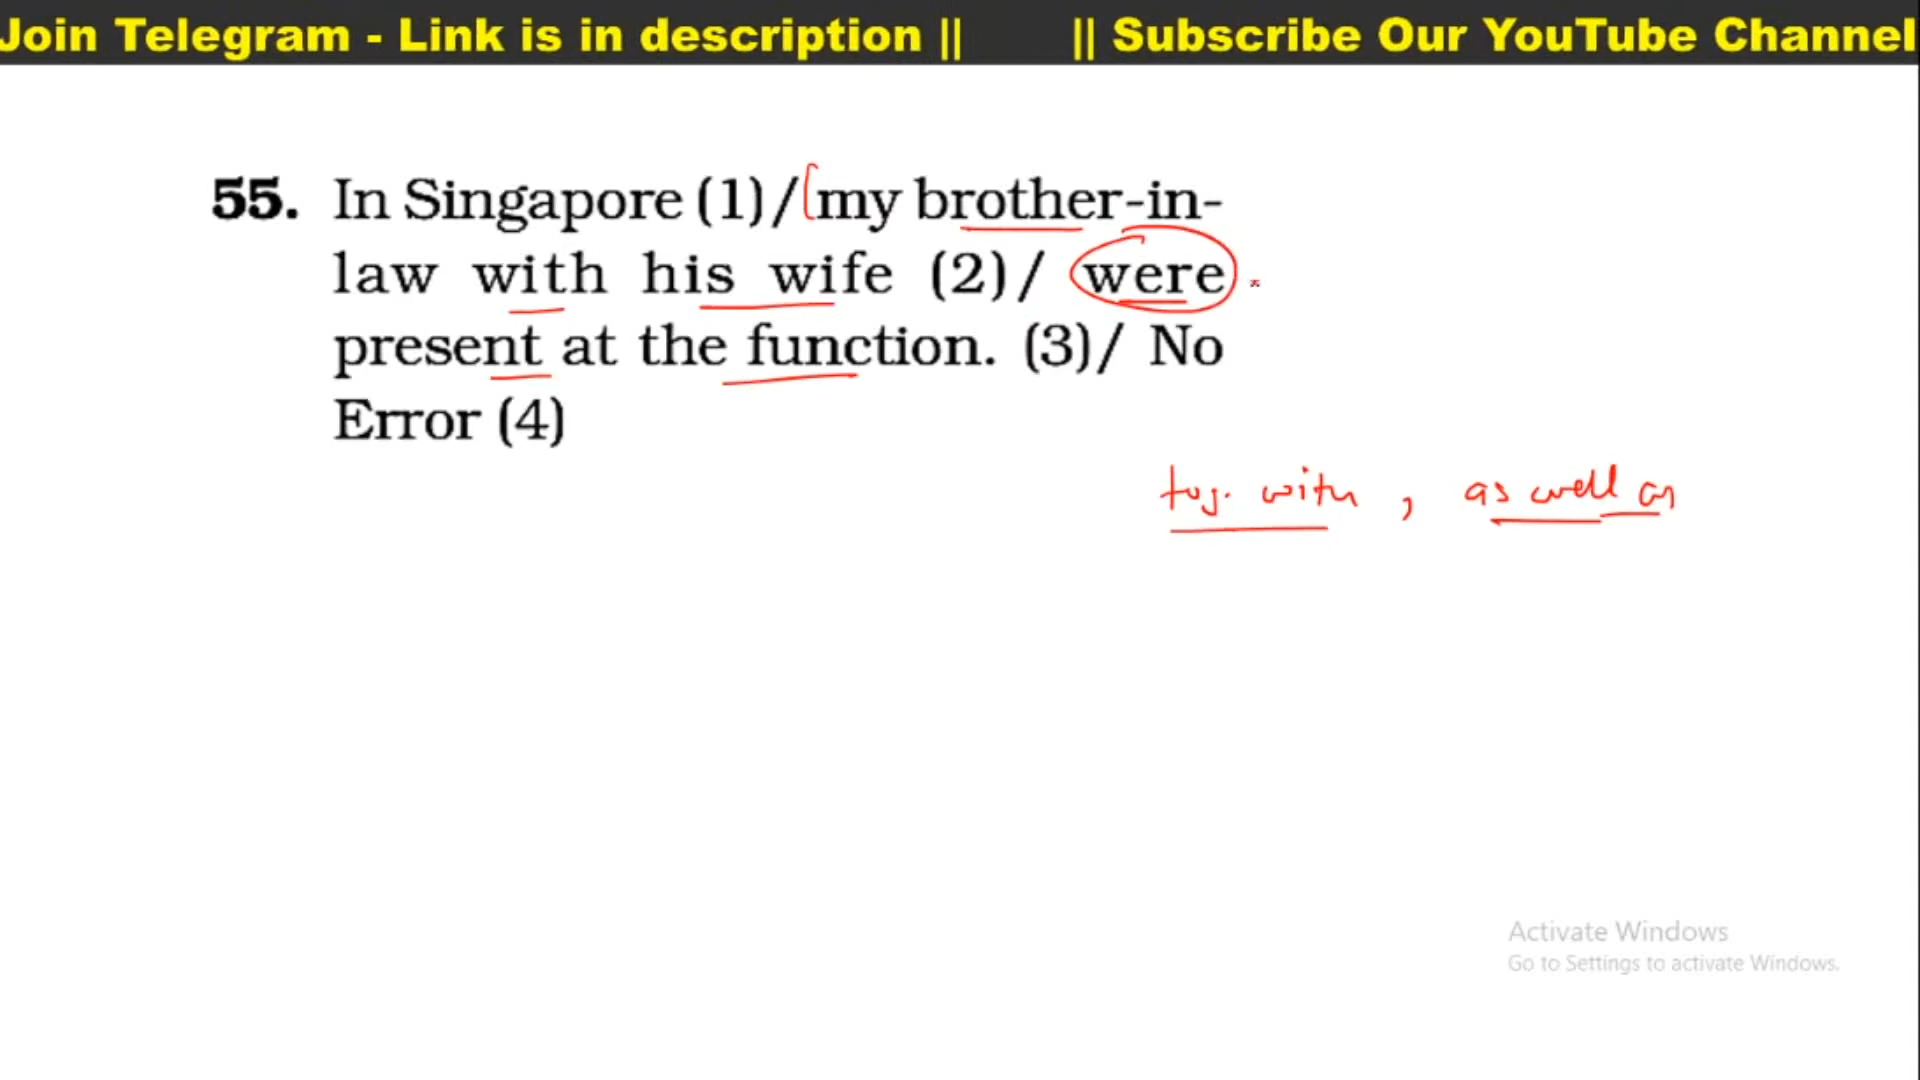 Join Telegram - Link is in description || || Subscribe Our YouTube Channel
55. In Singapore (1)/ my brother-in-
law with his wife (2)/ were
present at the function. (3)/ No
Error (4)
tog. with , as well as
Activate Windows
Go to Settings to activate Windows.